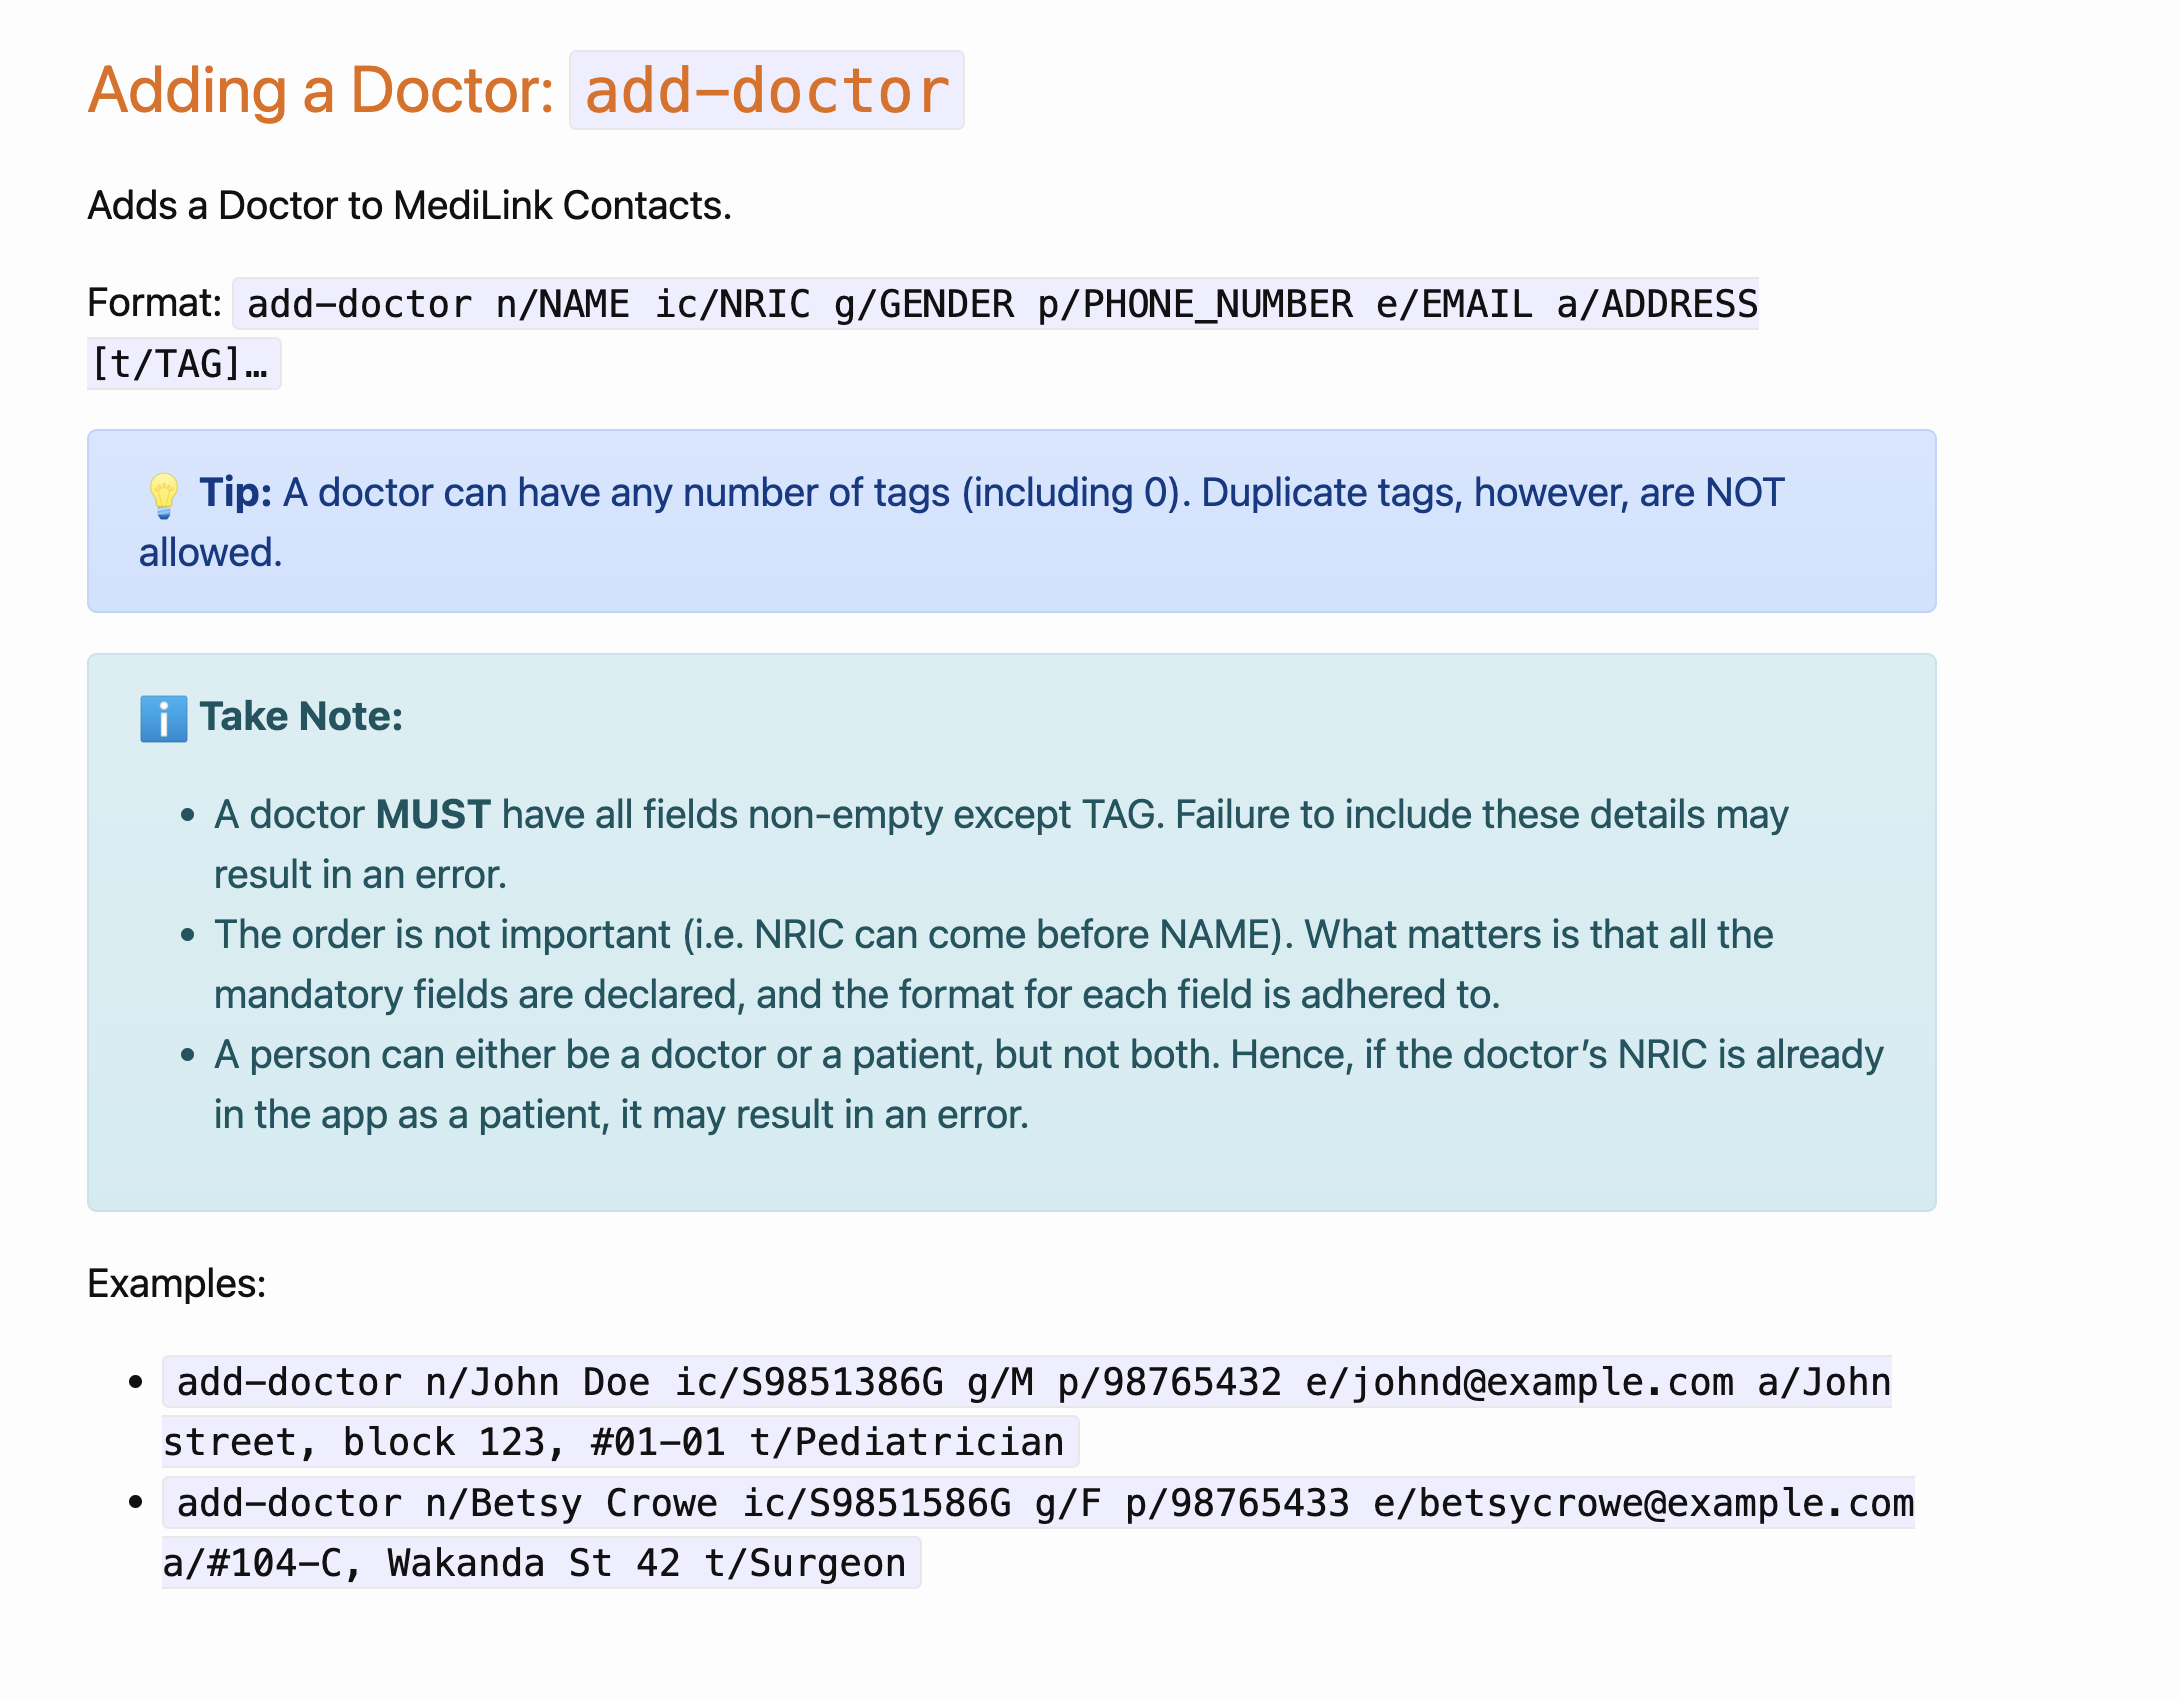 Adding a Doctor: add-doctor
Adds a Doctor to MediLink Contacts.
Format: add-doctor n/NAME ic/NRIC g/GENDER p/PHONE_NUMBER e/EMAIL a/ADDRESS
[t/TAG]…
💡 Tip: A doctor can have any number of tags (including 0). Duplicate tags, however, are NOT
allowed.
ℹ️ Take Note:
• A doctor MUST have all fields non-empty except TAG. Failure to include these details may
result in an error.
• The order is not important (i.e. NRIC can come before NAME). What matters is that all the
mandatory fields are declared, and the format for each field is adhered to.
• A person can either be a doctor or a patient, but not both. Hence, if the doctor’s NRIC is already
in the app as a patient, it may result in an error.
Examples:
• add-doctor n/John Doe ic/S9851386G g/M p/98765432 e/johnd@example.com a/John
street, block 123, #01-01 t/Pediatrician
• add-doctor n/Betsy Crowe ic/S9851586G g/F p/98765433 e/betsycrowe@example.com
a/#104-C, Wakanda St 42 t/Surgeon